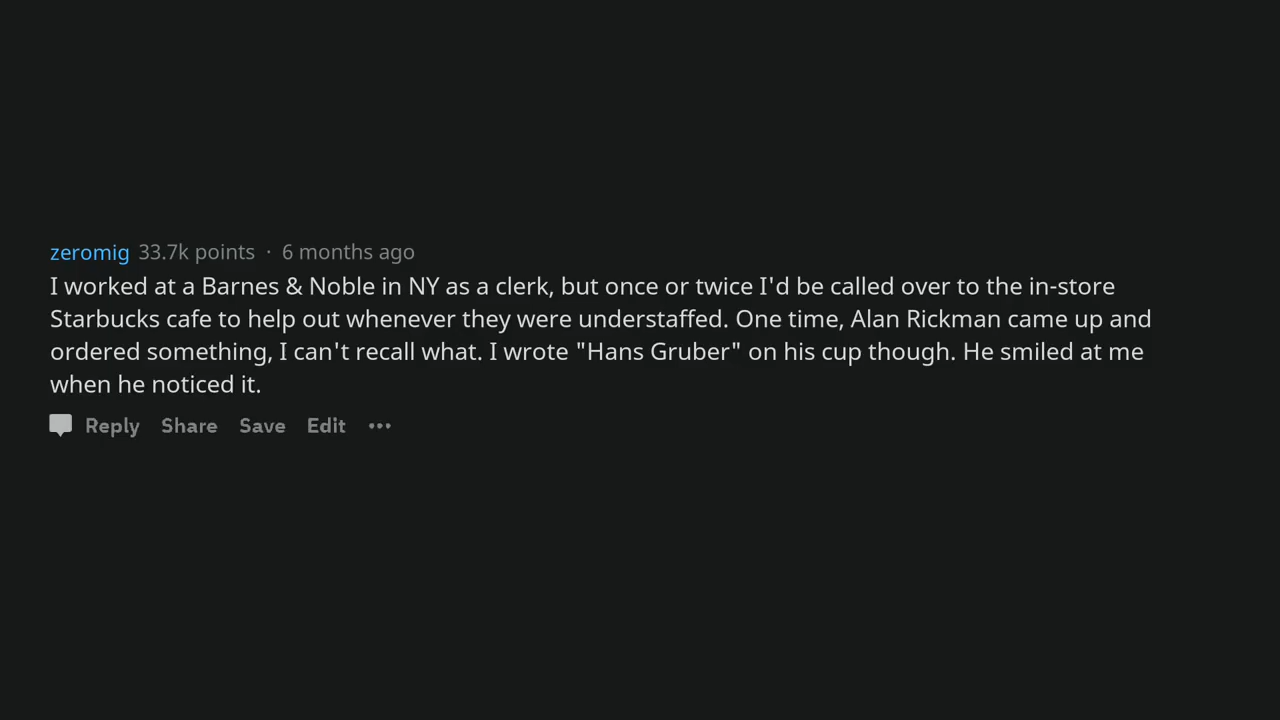 zeromig 33.7k points · 6 months ago
I worked at a Barnes & Noble in NY as a clerk, but once or twice I'd be called over to the in-store
Starbucks cafe to help out whenever they were understaffed. One time, Alan Rickman came up and
ordered something, I can't recall what. I wrote "Hans Gruber" on his cup though. He smiled at me
when he noticed it.
Reply Share Save Edit •••